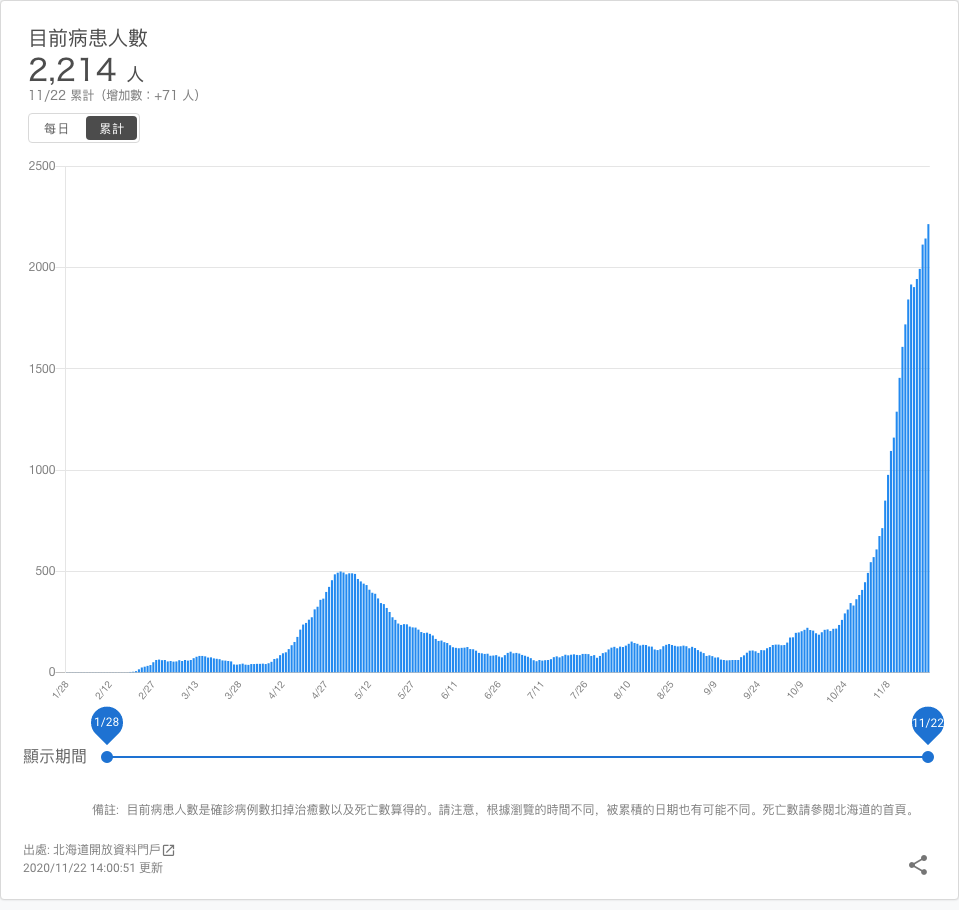 目前病患人數
2,214 人
11/22 累計（增加數：+71 人）
每日 累計
2500
2000
1500
1000
500
0
1/28 2/12 2/27 3/13 3/28 4/12 4/27 5/12 5/27 6/11 6/26 7/11 7/26 8/10 8/25 9/9 9/24 10/9 10/24 11/8
1/28 11/22
顯示期間
備註: 目前病患人數是確診病例數扣掉治癒數以及死亡數算得的。請注意，根據瀏覽的時間不同，被累積的日期也有可能不同。死亡數請參閱北海道的首頁。
出處: 北海道開放資料門戶
2020/11/22 14:00:51 更新